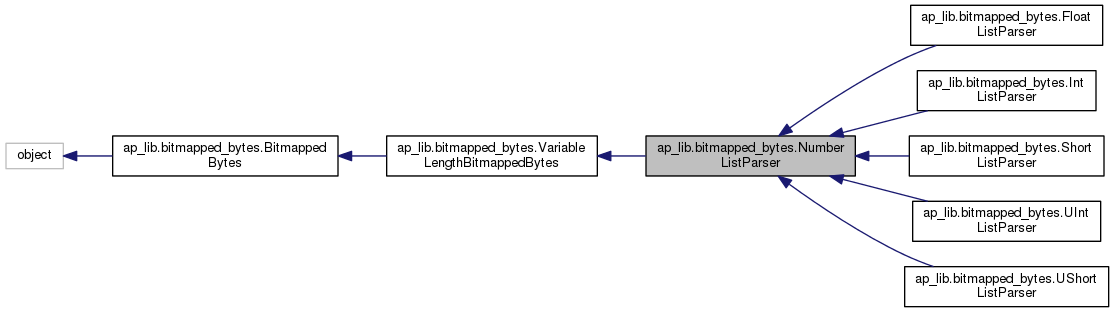 object
ap_lib.bitmapped_bytes.Bitmapped
Bytes
ap_lib.bitmapped_bytes.Variable
LengthBitmappedBytes
ap_lib.bitmapped_bytes.Number
ListParser
ap_lib.bitmapped_bytes.Float
ListParser
ap_lib.bitmapped_bytes.Int
ListParser
ap_lib.bitmapped_bytes.Short
ListParser
ap_lib.bitmapped_bytes.UInt
ListParser
ap_lib.bitmapped_bytes.UShort
ListParser